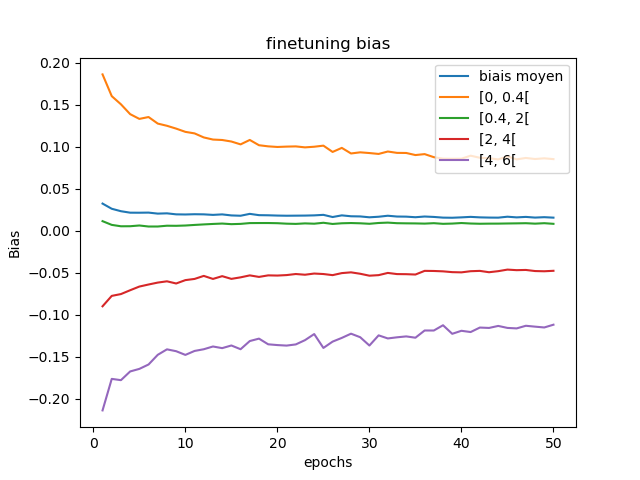 finetuning bias
biais moyen
[0, 0.4[
[0.4, 2[
[2, 4[
[4, 6[
0.20
0.15
0.10
0.05
0.00
−0.05
−0.10
−0.15
−0.20
Bias
0 10 20 30 40 50
epochs